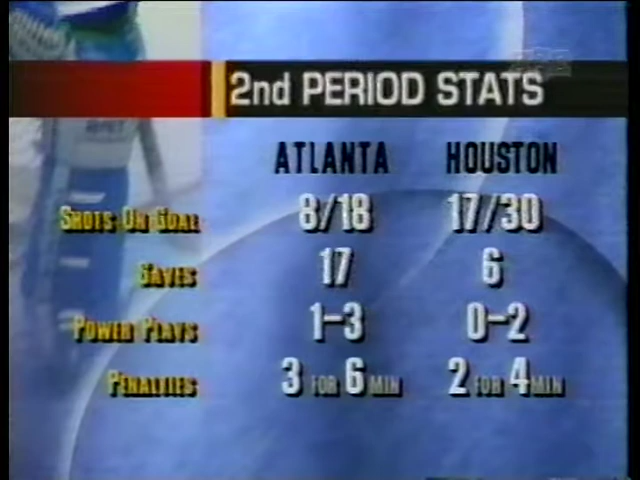 2nd PERIOD STATS
ATLANTA HOUSTON
SHOTS ON GOAL 8/18 17/30
SAVES 17 6
POWER PLAYS 1-3 0-2
PENALTIES 3 FOR 6 MIN 2 FOR 4 MIN